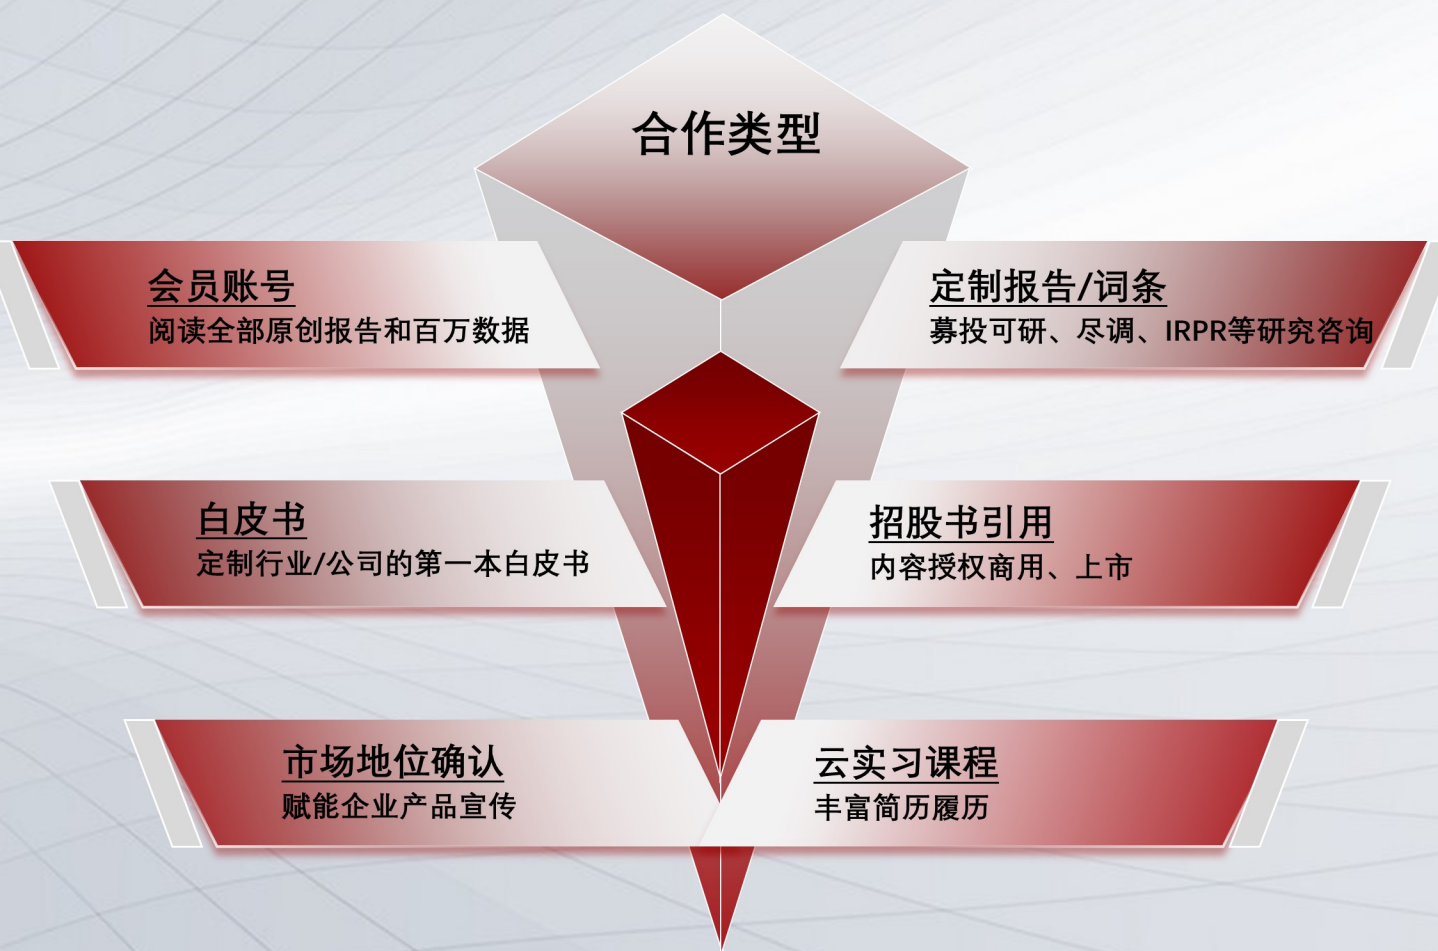 合作类型
会员账号
阅读全部原创报告和百万数据
定制报告/词条
募投可研、尽调、IRPR等研究咨询
白皮书
定制行业/公司的第一本白皮书
招股书引用
内容授权商用、上市
市场地位确认
赋能企业产品宣传
云实习课程
丰富简历履历